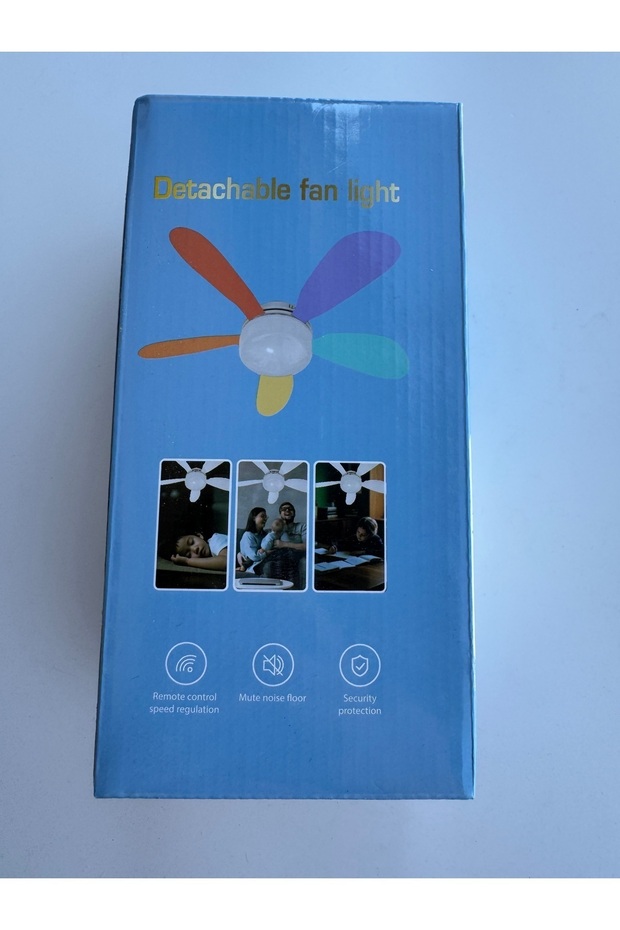 Detachable fan light
Remote control
speed regulation
Mute noise floor
Security
protection